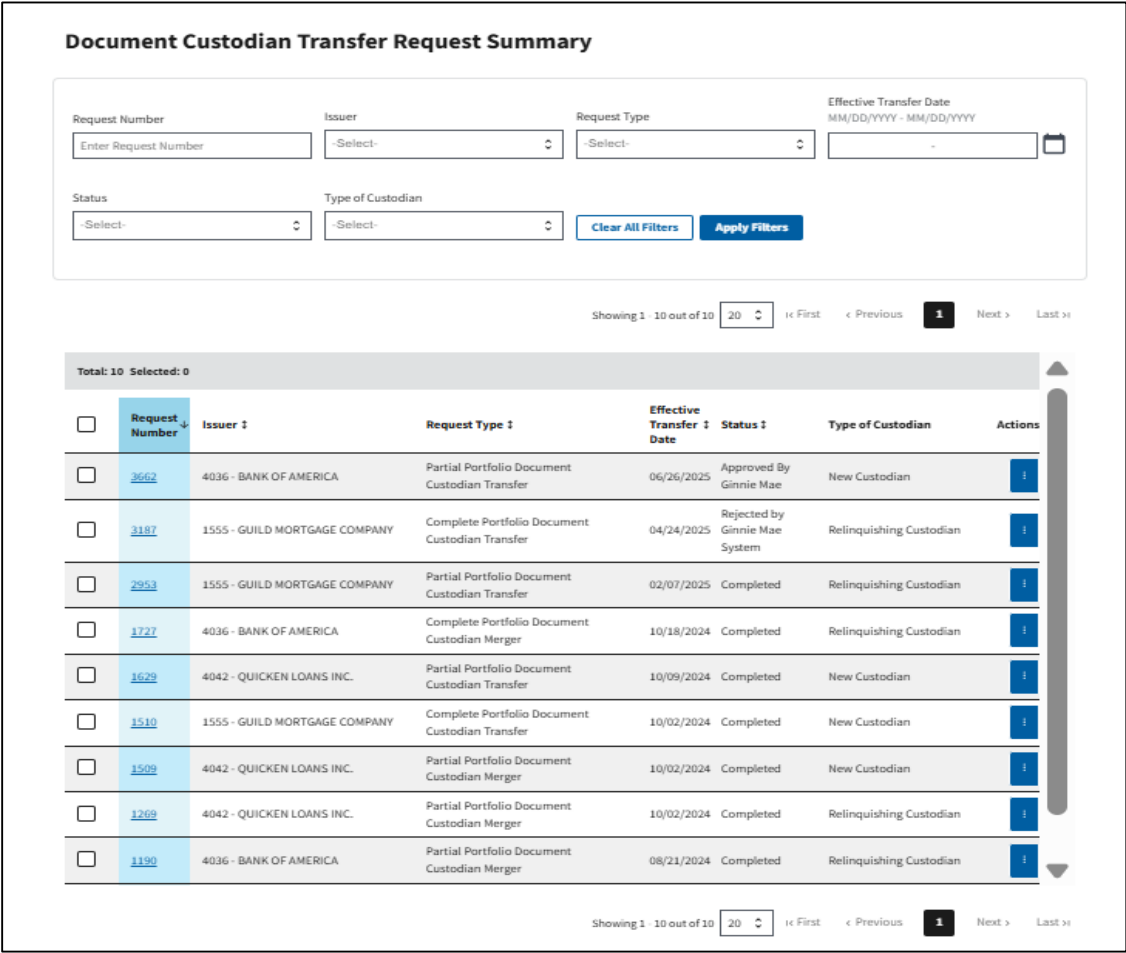 Document Custodian Transfer Request Summary
Request Number
Issuer
Request Type
Effective Transfer Date
MM/DD/YYYY - MM/DD/YYYY
Enter Request Number
-Select-
-Select-
-
Status
Type of Custodian
-Select-
-Select-
Clear All Filters
Apply Filters
Showing 1 - 10 out of 10 20 First Previous 1 Next Last
Total: 10 Selected: 0
Request Number
Issuer
Request Type
Effective Transfer Date
Status
Type of Custodian
Actions
3662 4036 - BANK OF AMERICA Partial Portfolio Document Custodian Transfer 06/26/2025 Approved By Ginnie Mae New Custodian
3187 1555 - GUILD MORTGAGE COMPANY Complete Portfolio Document Custodian Transfer 04/24/2025 Rejected by Ginnie Mae System Relinquishing Custodian
2953 1555 - GUILD MORTGAGE COMPANY Partial Portfolio Document Custodian Transfer 02/07/2025 Completed Relinquishing Custodian
1727 4036 - BANK OF AMERICA Complete Portfolio Document Custodian Merger 10/18/2024 Completed Relinquishing Custodian
1629 4042 - QUICKEN LOANS INC. Partial Portfolio Document Custodian Transfer 10/09/2024 Completed New Custodian
1510 1555 - GUILD MORTGAGE COMPANY Complete Portfolio Document Custodian Transfer 10/02/2024 Completed New Custodian
1509 4042 - QUICKEN LOANS INC. Partial Portfolio Document Custodian Merger 10/02/2024 Completed New Custodian
1269 4042 - QUICKEN LOANS INC. Partial Portfolio Document Custodian Merger 10/02/2024 Completed Relinquishing Custodian
1190 4036 - BANK OF AMERICA Partial Portfolio Document Custodian Merger 08/21/2024 Completed Relinquishing Custodian
Showing 1 - 10 out of 10 20 First Previous 1 Next Last